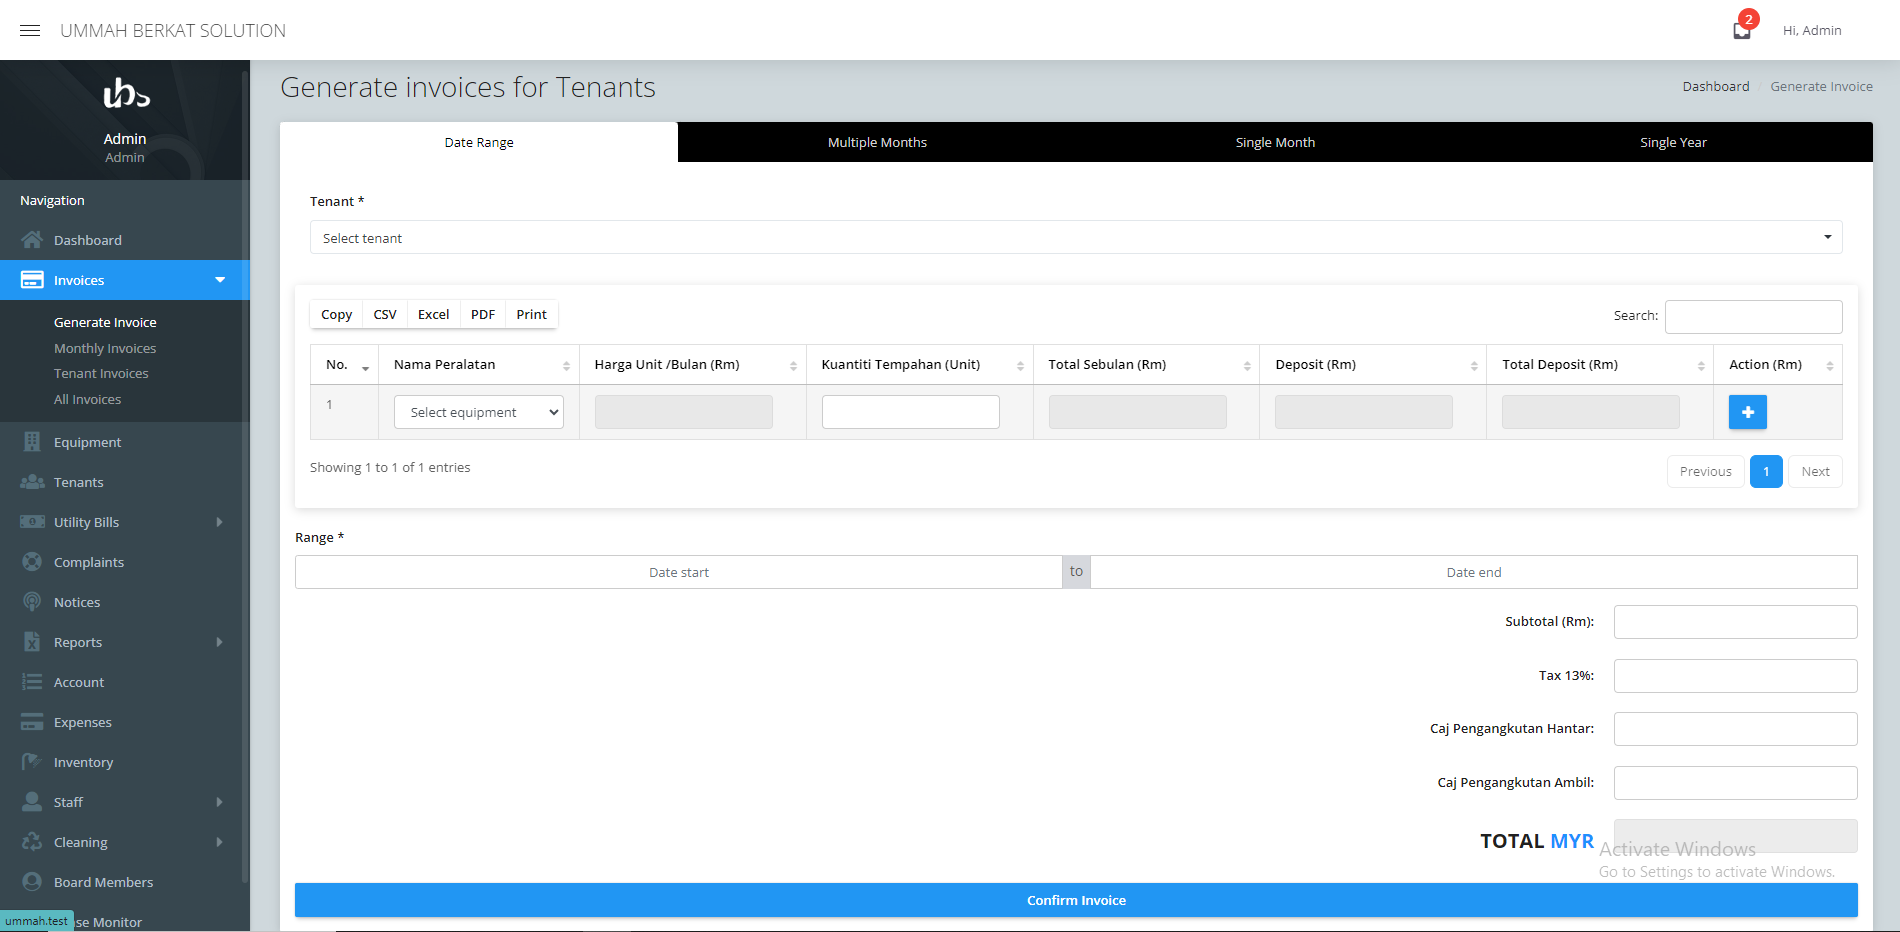 UMMAH BERKAT SOLUTION
2
Hi, Admin
ubs
Admin
Admin
Navigation
Dashboard
Invoices
Generate Invoice
Monthly Invoices
Tenant Invoices
All Invoices
Equipment
Tenants
Utility Bills
Complaints
Notices
Reports
Account
Expenses
Inventory
Staff
Cleaning
Board Members
se Monitor
ummah.test
Generate invoices for Tenants
Dashboard / Generate Invoice
Date Range
Multiple Months
Single Month
Single Year
Tenant *
Select tenant
Copy CSV Excel PDF Print
Search:
No. Nama Peralatan Harga Unit /Bulan (Rm) Kuantiti Tempahan (Unit) Total Sebulan (Rm) Deposit (Rm) Total Deposit (Rm) Action (Rm)
1 Select equipment
Showing 1 to 1 of 1 entries
Previous 1 Next
Range *
Date start to Date end
Subtotal (Rm):
Tax 13%:
Caj Pengangkutan Hantar:
Caj Pengangkutan Ambil:
TOTAL MYR
Activate Windows
Go to Settings to activate Windows.
Confirm Invoice